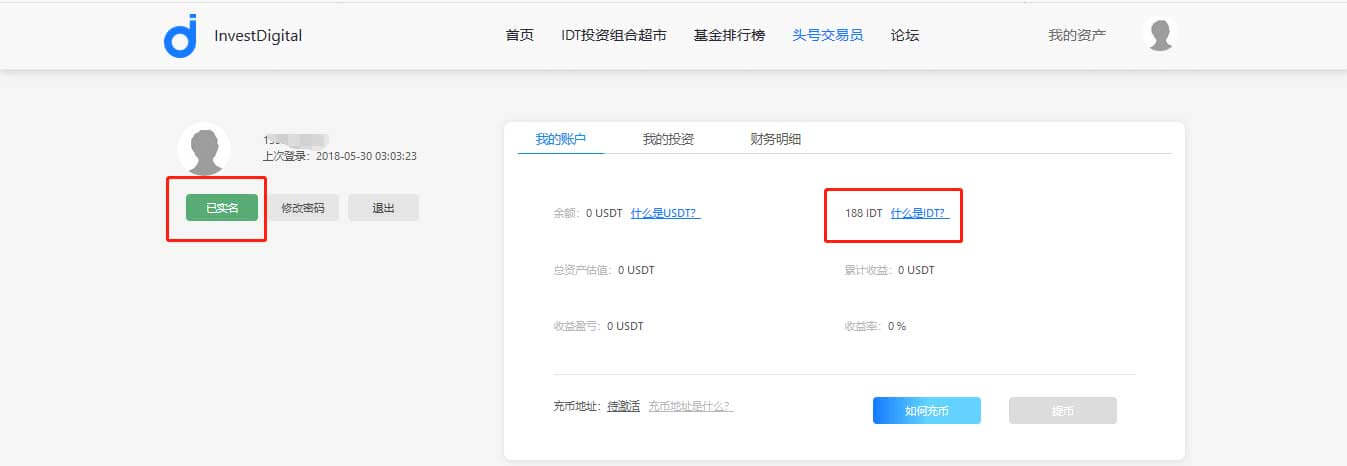 InvestDigital 首页 IDT投资组合超市 基金排行榜 头号交易员 论坛 我的资产
上次登录：2018-05-30 03:03:23
已实名 修改密码 退出
我的账户 我的投资 财务明细
余额：0 USDT 什么是USDT？ 188 IDT 什么是IDT？
总资产估值：0 USDT 累计收益：0 USDT
收益盈亏：0 USDT 收益率：0 %
充币地址：待激活 充币地址是什么？ 如何充币 提币